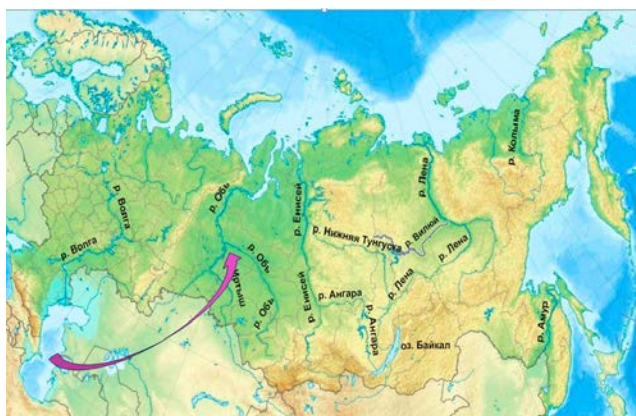 р. Колыма
р. Лена
р. Обь
р. Енисей
р. Волга
р. Нижняя Тунгуска
р. Вилюй
р. Волга
р. Обь
р. Лена
Иртыш
р. Обь
р. Енисей
р. Ангара
р. Лена
р. Ангара
оз. Байкал
р. Амур